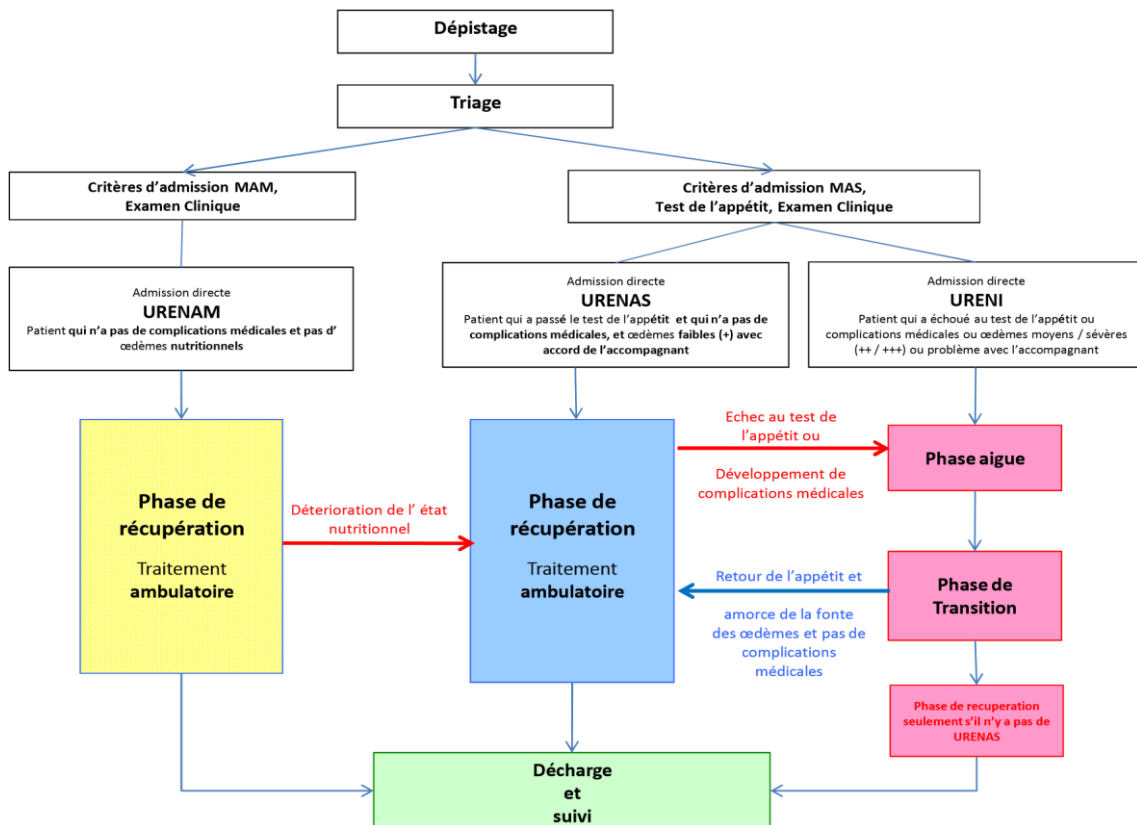 Dépistage
Triage
Critères d'admission MAM,
Examen Clinique
Critères d'admission MAS,
Test de l'appétit, Examen Clinique
Admission directe
URENAM
Patient qui n'a pas de complications médicales et pas d'
œdèmes nutritionnels
Admission directe
URENAS
Patient qui a passé le test de l'appétit et qui n'a pas de
complications médicales, et œdèmes faibles (+) avec
accord de l'accompagnant
Admission directe
URENI
Patient qui a échoué au test de l'appétit ou
complications médicales ou œdèmes moyens / sévères
(++ / +++) ou problème avec l'accompagnant
Phase de
récupération
Traitement
ambulatoire
Déterioration de l' état
nutritionnel
Phase de
récupération
Traitement
ambulatoire
Echec au test de
l'appétit ou
Développement de
complications médicales
Phase aigue
Retour de l'appétit et
amorce de la fonte
des œdèmes et pas de
complications
médicales
Phase de
Transition
Phase de recuperation
seulement s'il n'y a pas de
URENAS
Décharge
et
suivi